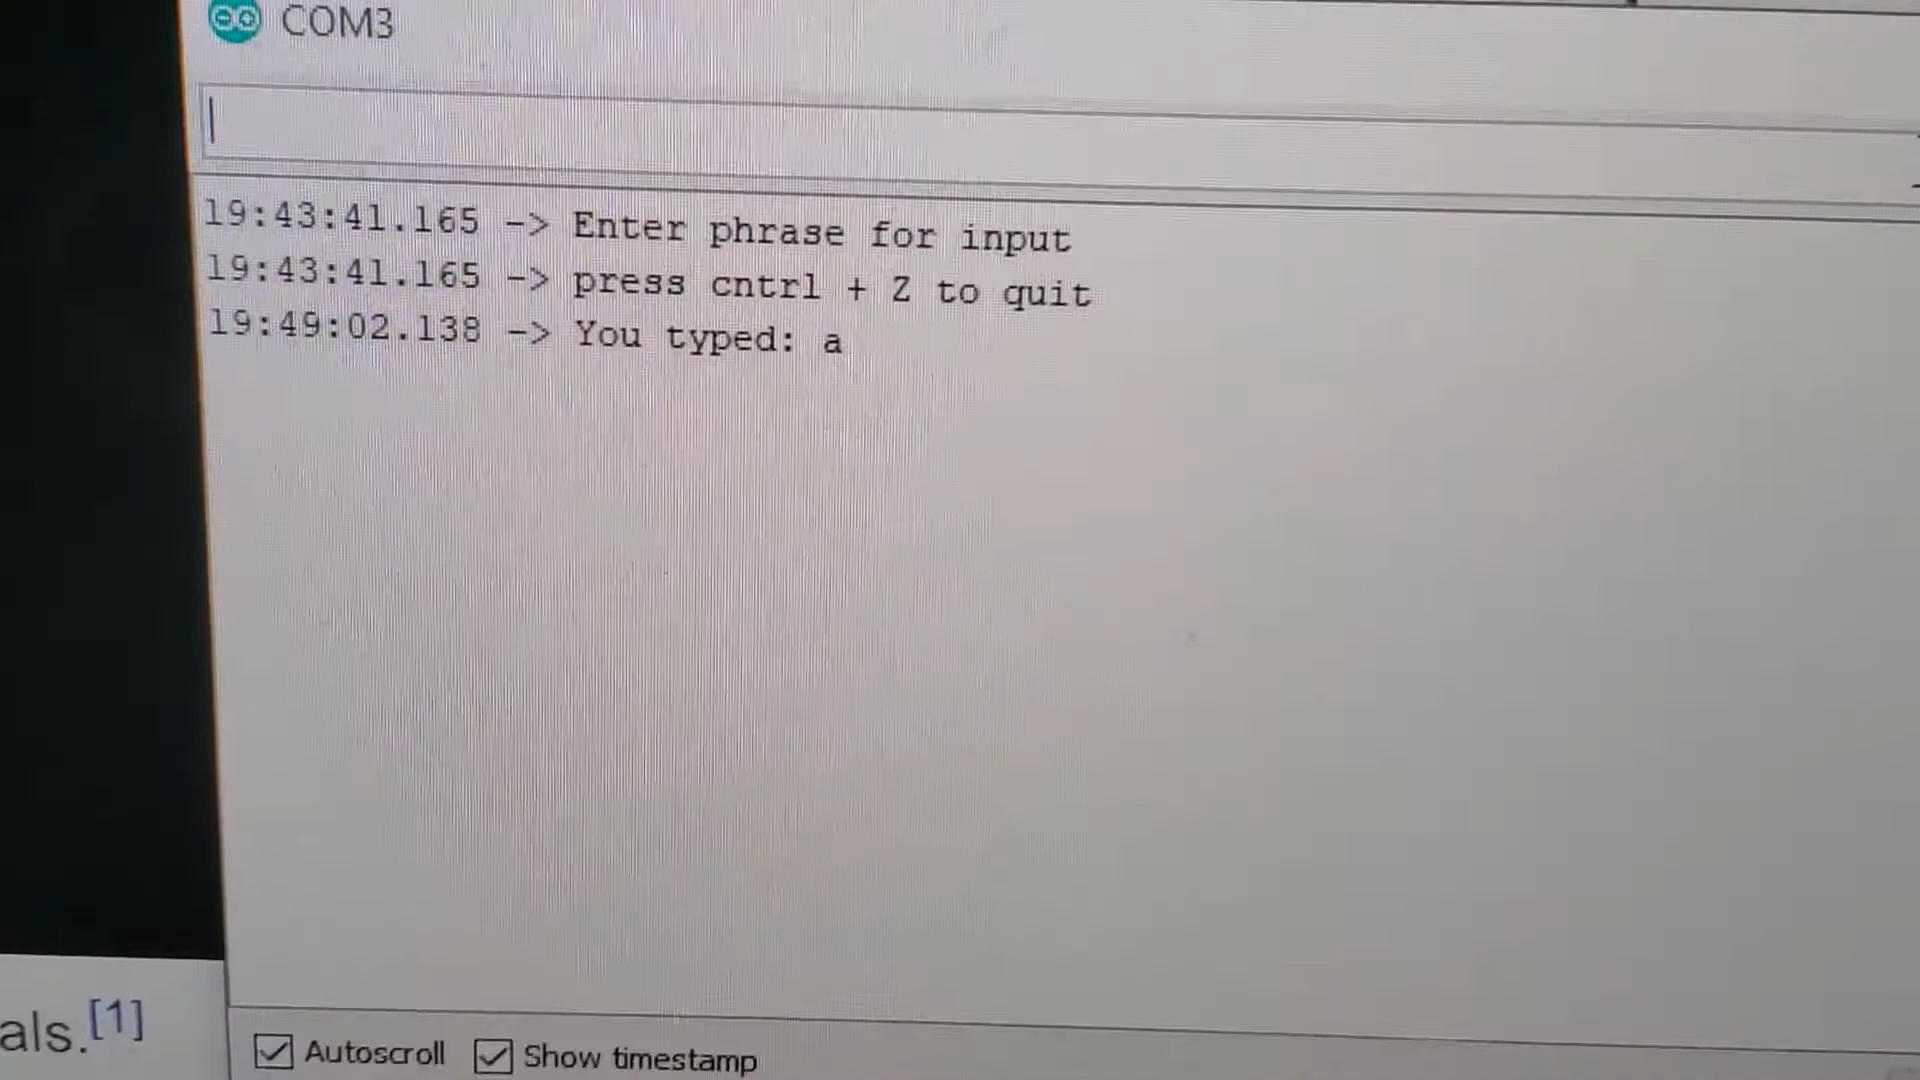 COM3
19:43:41.165 -> Enter phrase for input
19:43:41.165 -> press cntrl + Z to quit
19:49:02.138 -> You typed: a
als.[1]
Autoscroll Show timestamp